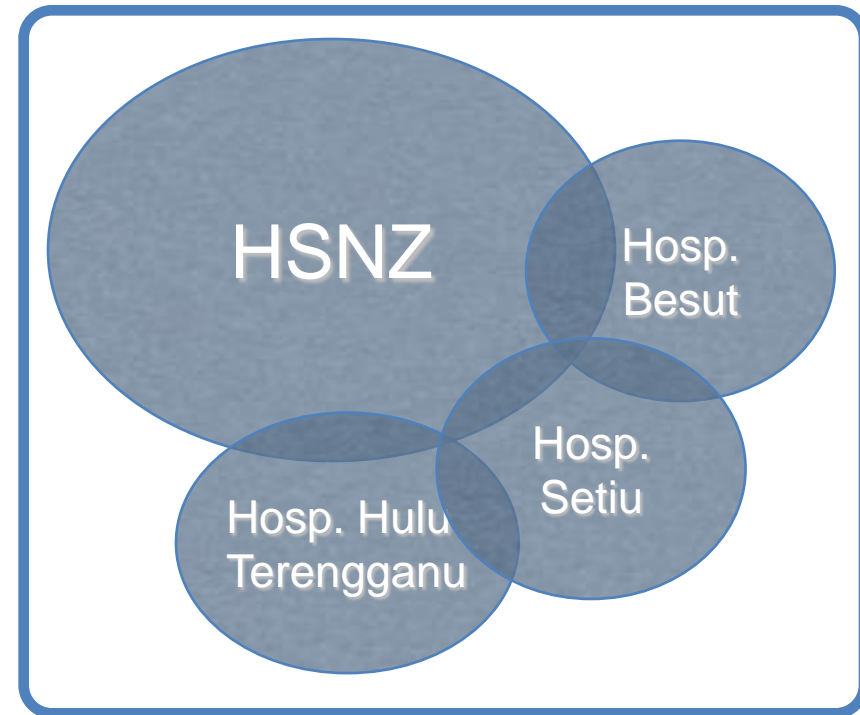 HSNZ
Hosp.
Besut
Hosp.
Setiu
Hosp. Hulu
Terengganu